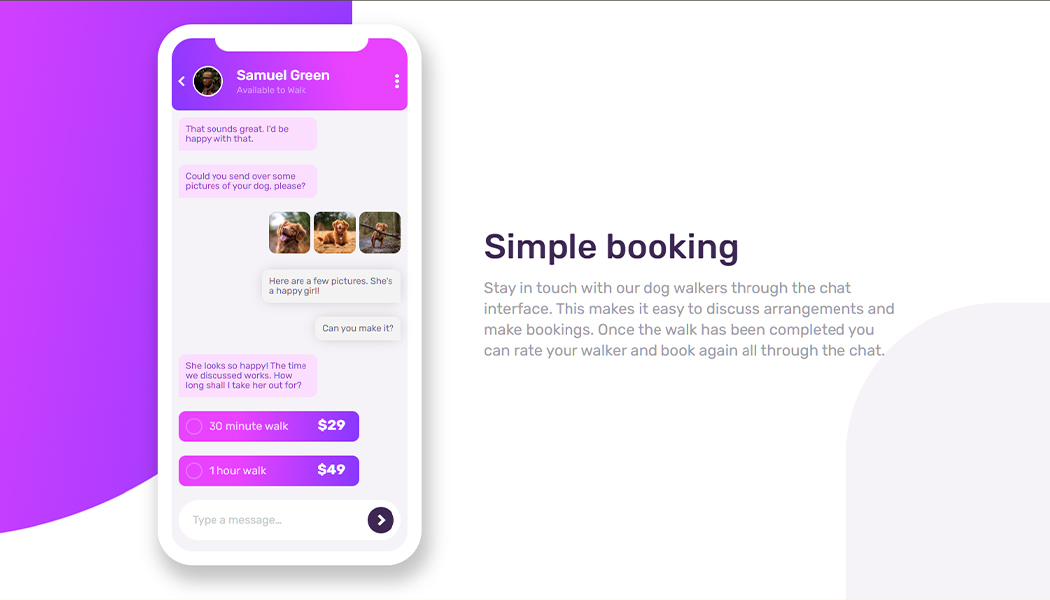 Samuel Green
Available to Walk
That sounds great. I'd be
happy with that.
Could you send over some
pictures of your dog, please?
Here are a few pictures. She's
a happy girl!
Can you make it?
She looks so happy! The time
we discussed works. How
long shall I take her out for?
30 minute walk $29
1 hour walk $49
Type a message…
Simple booking
Stay in touch with our dog walkers through the chat
interface. This makes it easy to discuss arrangements and
make bookings. Once the walk has been completed you
can rate your walker and book again all through the chat.